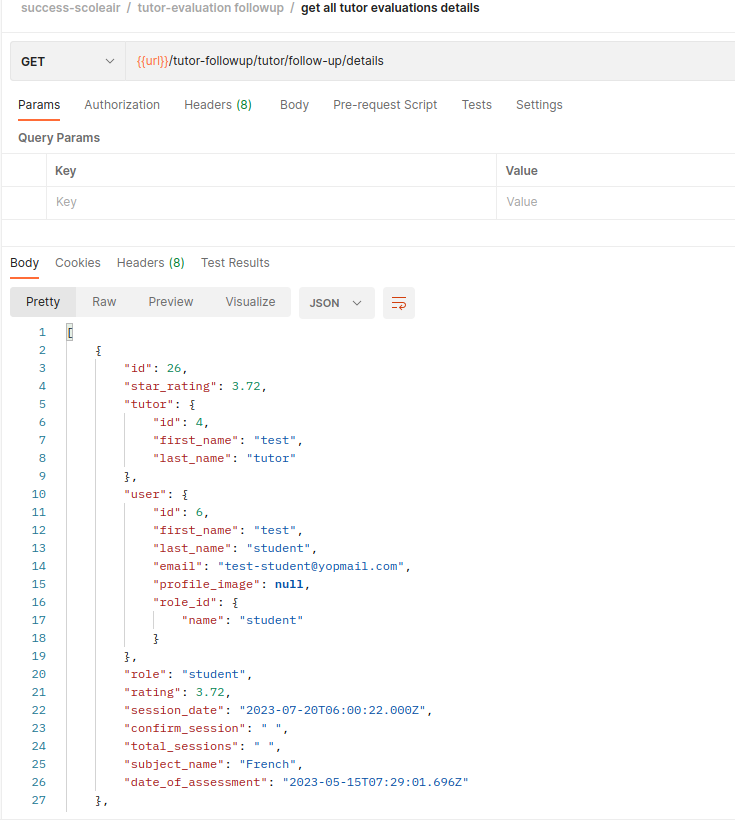 success-scoleair / tutor-evaluation followup / get all tutor evaluations details
GET {{url}}/tutor-followup/tutor/follow-up/details
Params Authorization Headers (8) Body Pre-request Script Tests Settings
Query Params
Key Value
Key Value
Body Cookies Headers (8) Test Results
Pretty Raw Preview Visualize JSON
1 [
2 {
3 "id": 26,
4 "star_rating": 3.72,
5 "tutor": {
6 "id": 4,
7 "first_name": "test",
8 "last_name": "tutor"
9 },
10 "user": {
11 "id": 6,
12 "first_name": "test",
13 "last_name": "student",
14 "email": "test-student@yopmail.com",
15 "profile_image": null,
16 "role_id": {
17 "name": "student"
18 }
19 },
20 "role": "student",
21 "rating": 3.72,
22 "session_date": "2023-07-20T06:00:22.000Z",
23 "confirm_session": " ",
24 "total_sessions": " ",
25 "subject_name": "French",
26 "date_of_assessment": "2023-05-15T07:29:01.696Z"
27 },